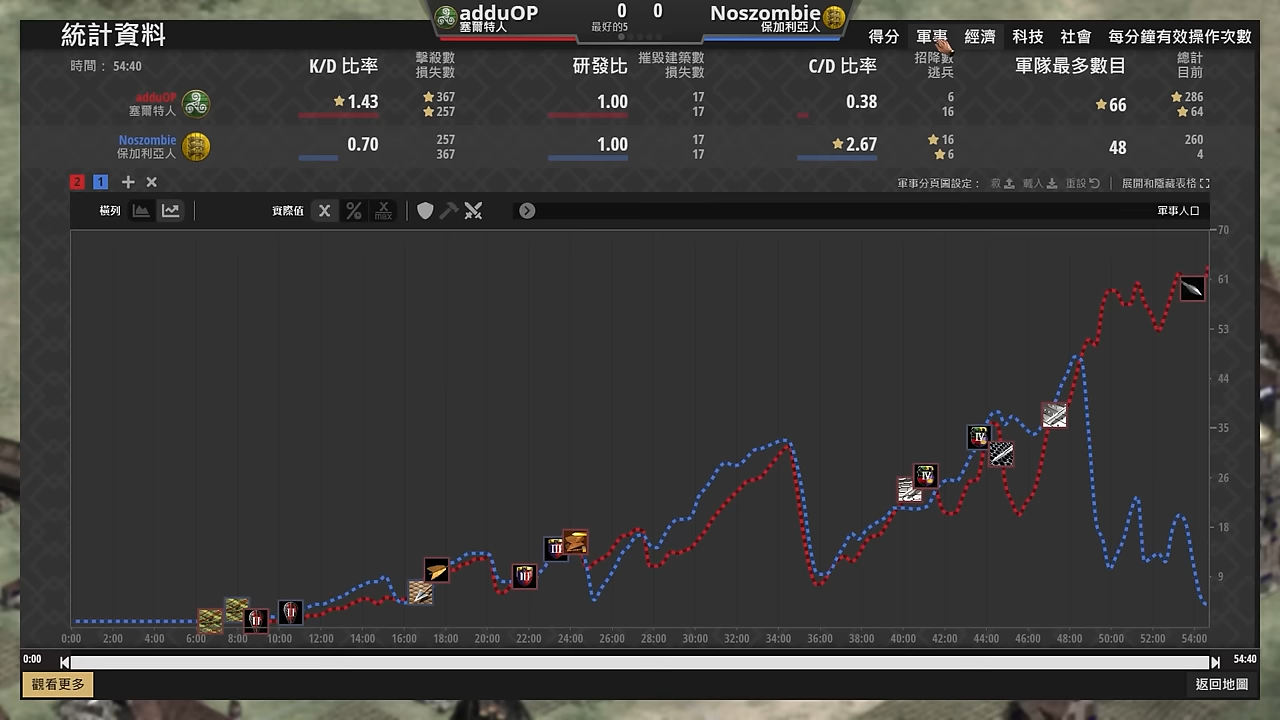 adduOP
塞爾特人
0 0
最好的5
Noszombie
保加利亞人
統計資料
得分 軍事 經濟 科技 社會 每分鐘有效操作次數
時間： 54:40
K/D 比率
擊殺數
損失數
研發比
摧毀建築數
損失數
C/D 比率
招降數
逃兵
軍隊最多數目
總計
目前
adduOP
塞爾特人
1.43
367
257
1.00
17
17
0.38
6
16
66
286
64
Noszombie
保加利亞人
0.70
257
367
1.00
17
17
2.67
16
6
48
260
4
2 1
軍事分頁圖設定： 載入 重設 展開和隱藏表格
橫列 實際值 X % X max 軍事人口
70
61
53
44
35
26
18
9
0:00 2:00 4:00 6:00 8:00 10:00 12:00 14:00 16:00 18:00 20:00 22:00 24:00 26:00 28:00 30:00 32:00 34:00 36:00 38:00 40:00 42:00 44:00 46:00 48:00 50:00 52:00 54:00
0:00 54:40
觀看更多 返回地圖